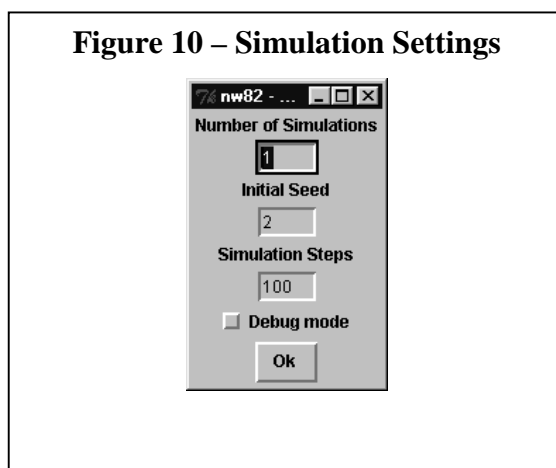 Figure 10 – Simulation Settings
nw82 - ...
Number of Simulations
1
Initial Seed
2
Simulation Steps
100
Debug mode
Ok